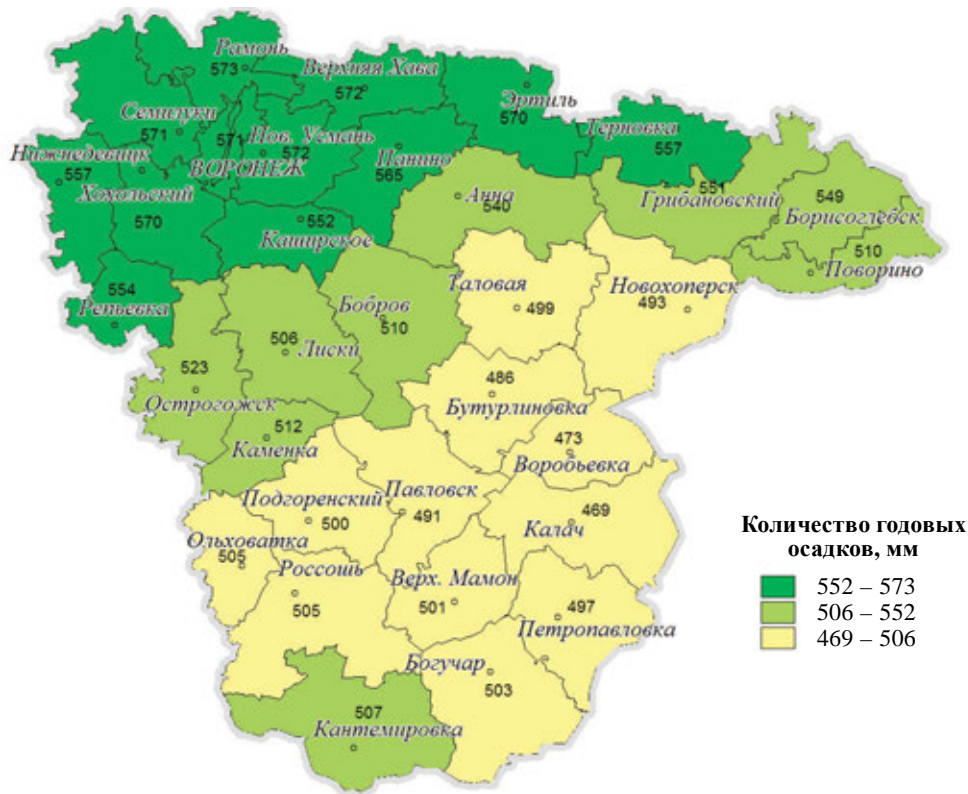 Рамонь
573
Верхняя Хава
572
Эртиль
570
Семилуки
571
571
Пов. Усмань
572
Терновка
557
Нижнедевицк
557
ВОРОНЕЖ
Панино
565
Хохольский
570
551
Грибановский
549
Борисоглебск
Анна
540
552
Каширское
510
Поворино
554
Репьевка
Таловая
499
Новохоперск
493
Бобров
510
506
Лиски
523
Острогожск
486
Бутурлиновка
512
Каменка
473
Воробьевка
Подгоренский
500
Павловск
491
469
Калач
Ольховатка
505
Россошь
505
Верх. Мамон
501
497
Петропавловка
Богучар
503
507
Кантемировка
Количество годовых
осадков, мм
552 – 573
506 – 552
469 – 506